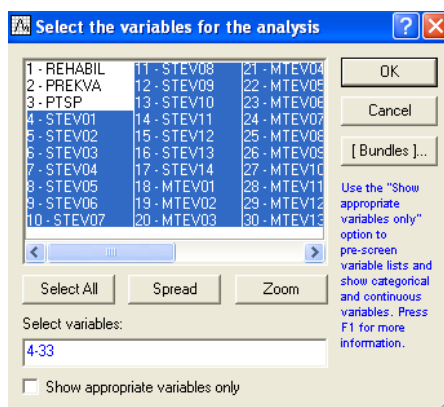 Select the variables for the analysis
1 - REHABIL 11 - STEV08 21 - MTEV04
2 - PREKVA 12 - STEV09 22 - MTEV05
3 - PTSP 13 - STEV10 23 - MTEV06
4 - STEV01 14 - STEV11 24 - MTEV07
5 - STEV02 15 - STEV12 25 - MTEV08
6 - STEV03 16 - STEV13 26 - MTEV09
7 - STEV04 17 - STEV14 27 - MTEV10
8 - STEV05 18 - MTEV01 28 - MTEV11
9 - STEV06 19 - MTEV02 29 - MTEV12
10 - STEV07 20 - MTEV03 30 - MTEV13
OK
Cancel
[ Bundles ]...
Use the "Show
appropriate
variables only"
option to
pre-screen
variable lists and
show categorical
and continuous
variables. Press
F1 for more
information.
Select All
Spread
Zoom
Select variables:
4-33
Show appropriate variables only